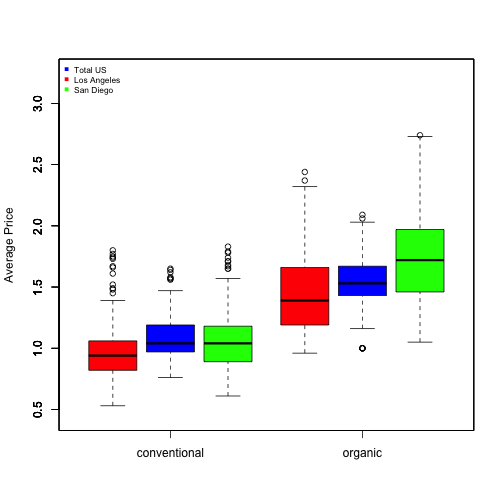 Total US
Los Angeles
San Diego
3.0
2.5
2.0
1.5
1.0
0.5
Average Price
conventional
organic